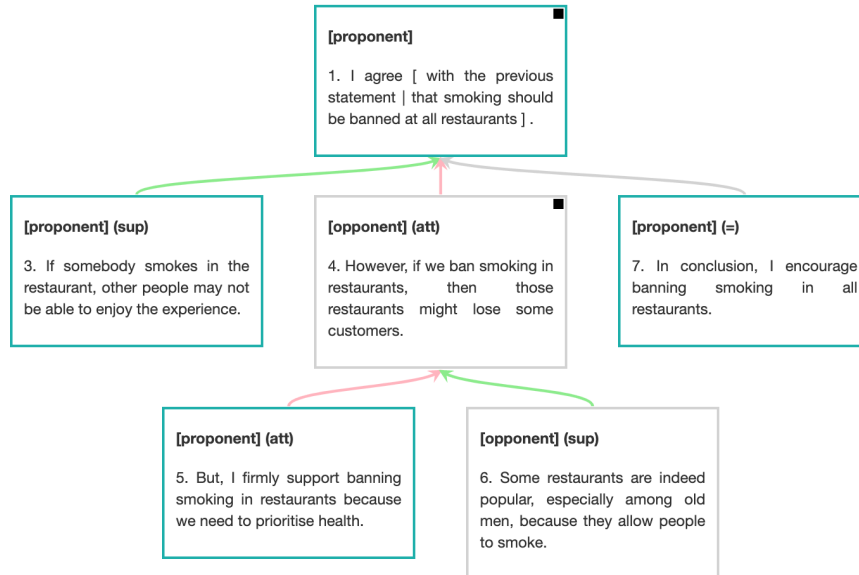 [proponent]
1. I agree [ with the previous
statement | that smoking should
be banned at all restaurants ] .
[proponent] (sup)
3. If somebody smokes in the
restaurant, other people may not
be able to enjoy the experience.
[opponent] (att)
4. However, if we ban smoking in
restaurants, then those
restaurants might lose some
customers.
[proponent] (=)
7. In conclusion, I encourage
banning smoking in all
restaurants.
[proponent] (att)
5. But, I firmly support banning
smoking in restaurants because
we need to prioritise health.
[opponent] (sup)
6. Some restaurants are indeed
popular, especially among old
men, because they allow people
to smoke.